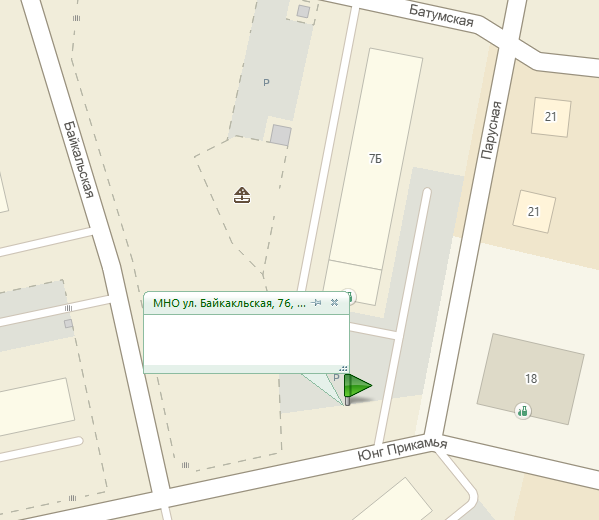 Батумская
Р
Байкальская
Парусная
21
7Б
21
МНО ул. Байкакльская, 7б, ...
Р
18
Юнг Прикамья